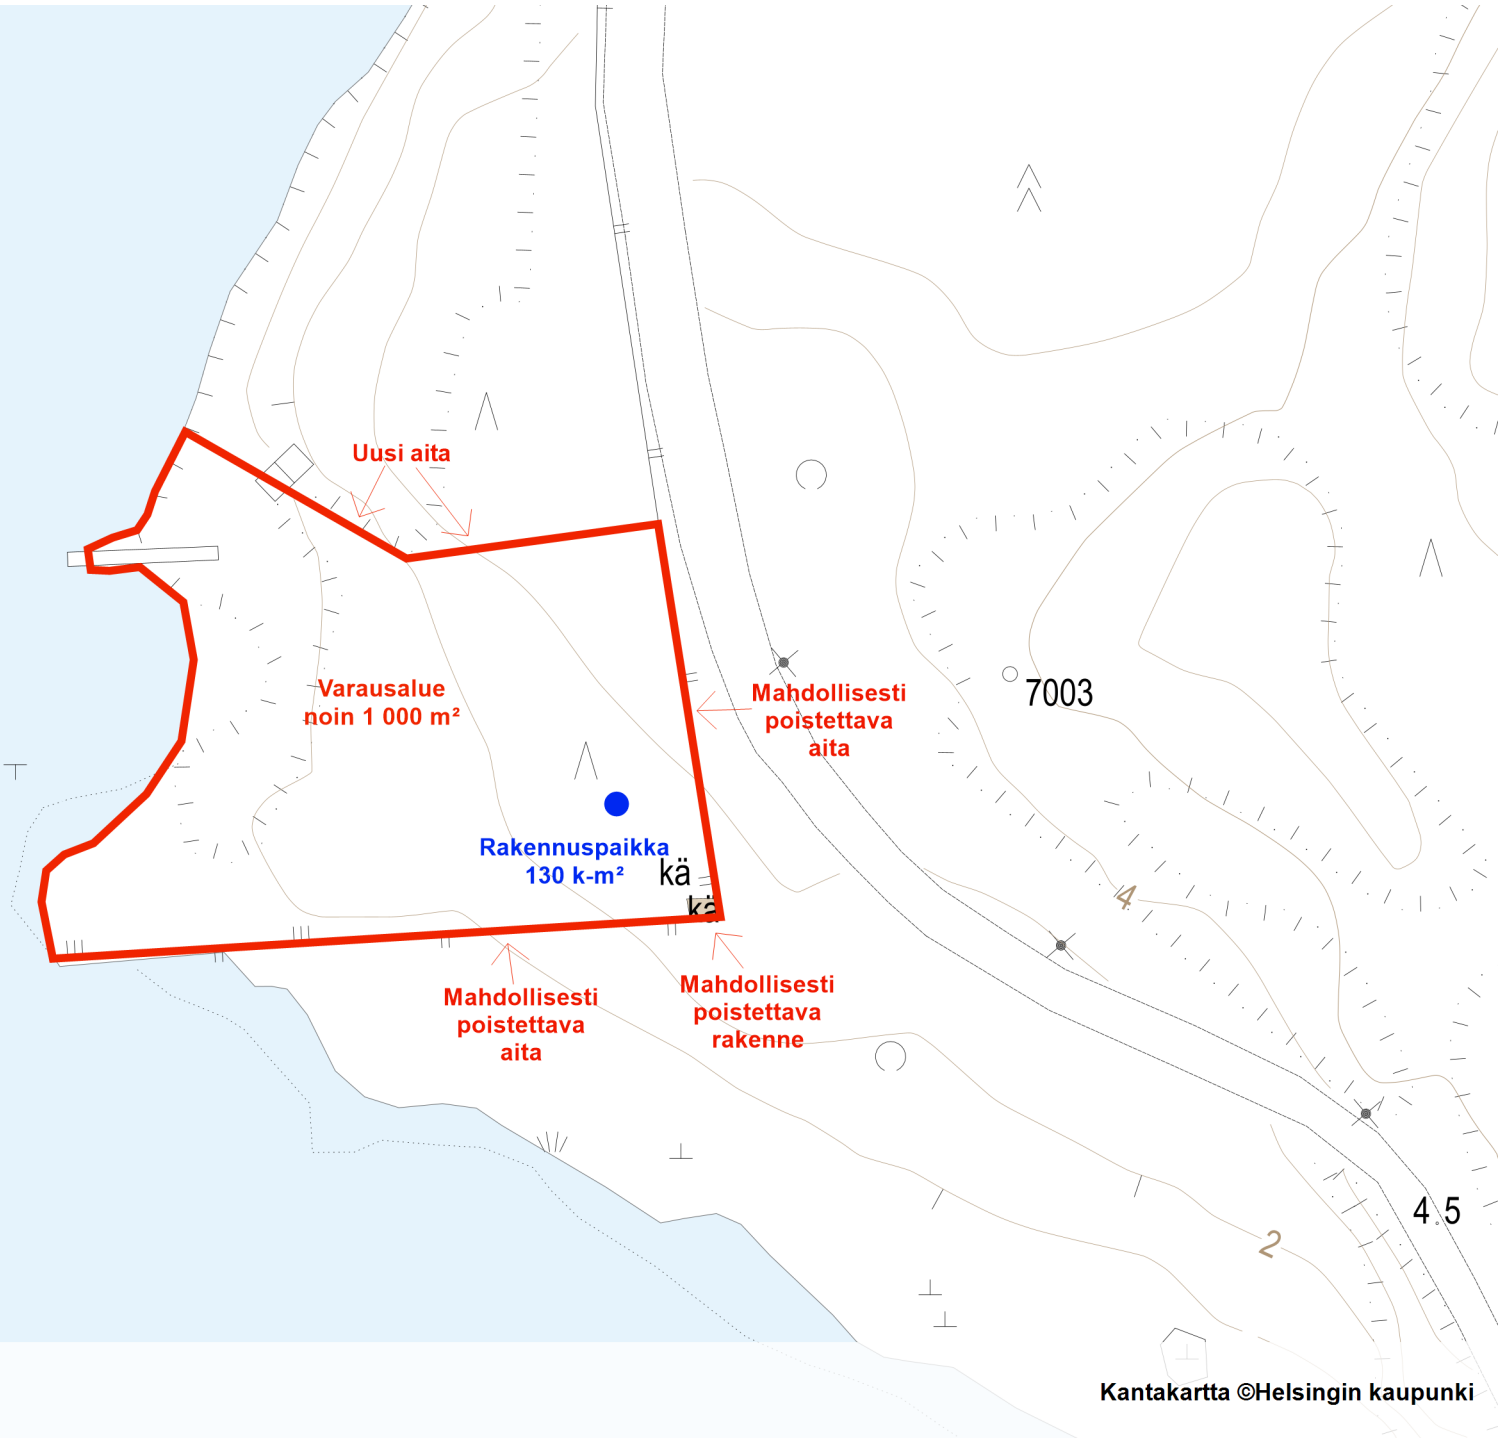 Uusi aita
Varausalue
noin 1 000 m²
Mahdollisesti
poistettava
aita
7003
Rakennuspaikka
130 k-m²
kä
kä
4
Mahdollisesti
poistettava
aita
Mahdollisesti
poistettava
rakenne
4.5
2
Kantakartta ©Helsingin kaupunki